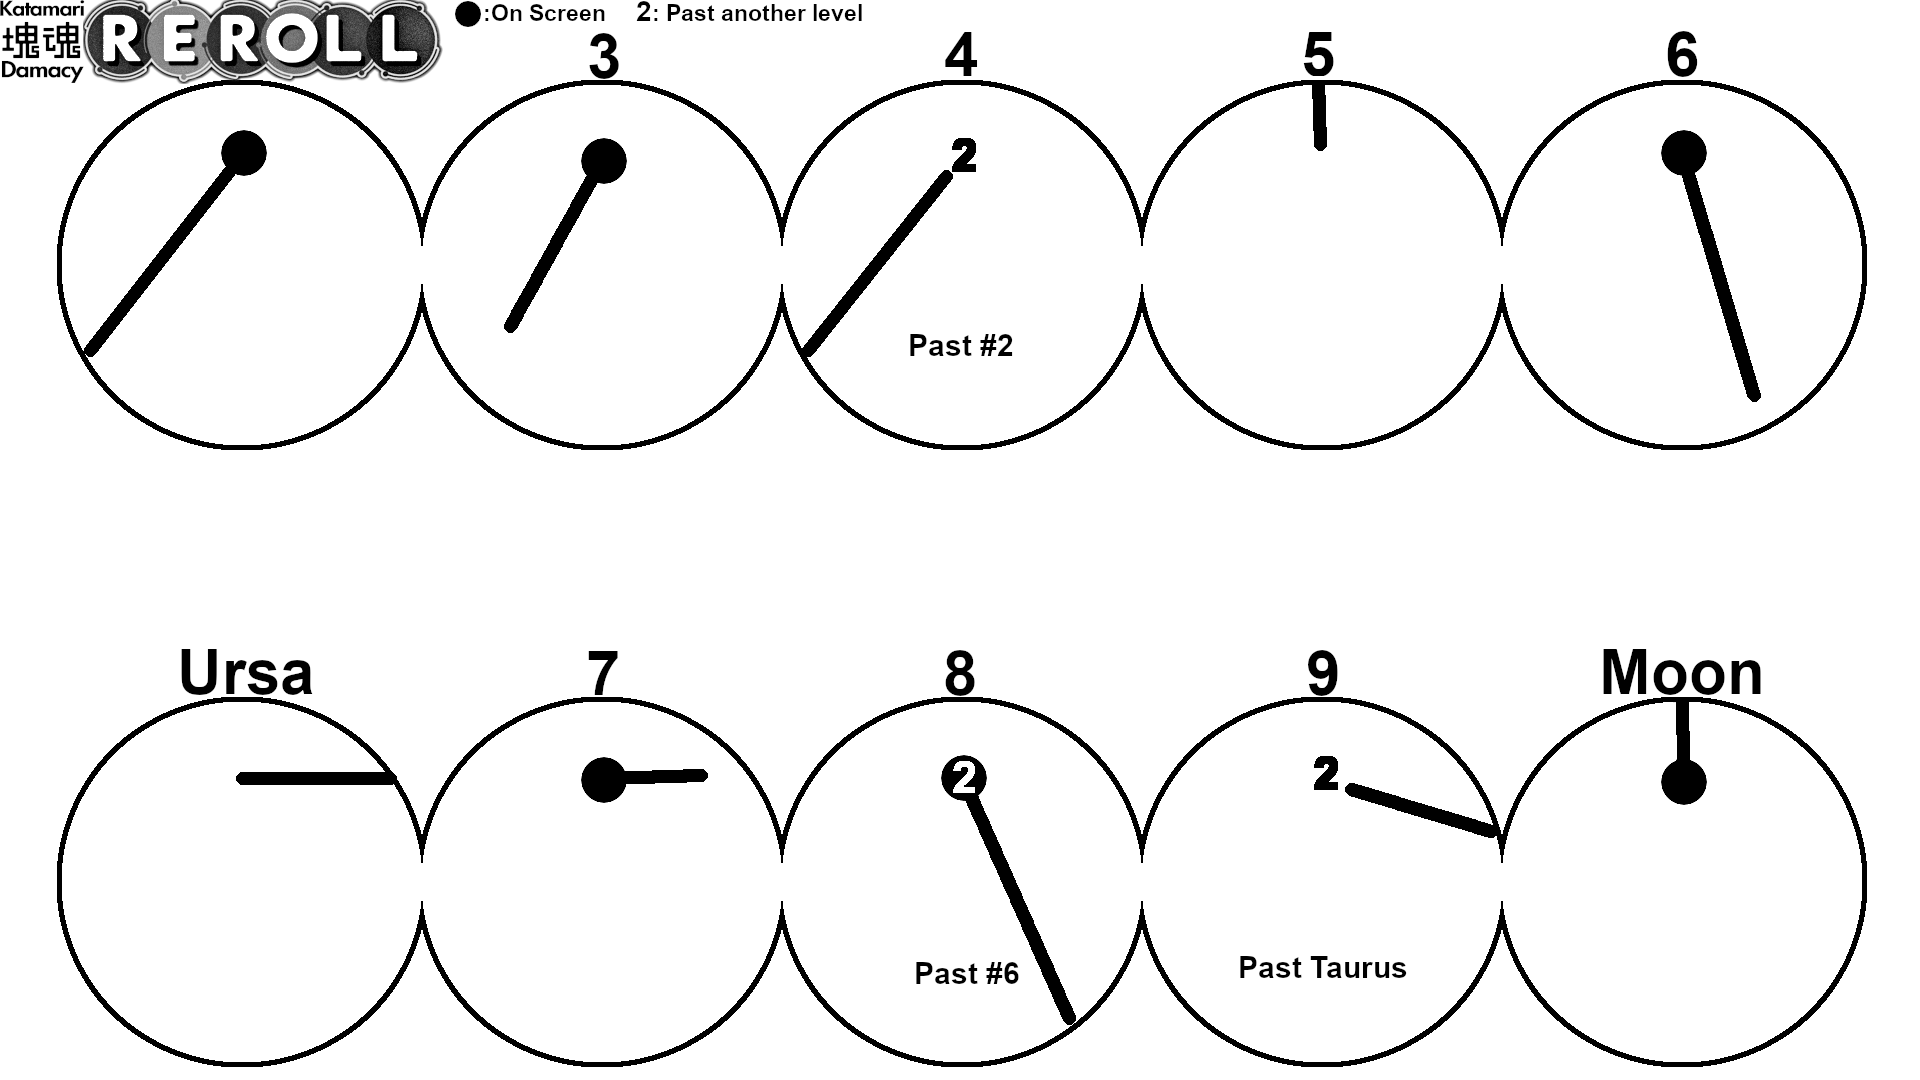 Katamari
塊魂
Damacy
REROLL
:On Screen 2: Past another level
3 4 5 6
2
Past #2
Ursa 7 8 9 Moon
2 2
Past #6 Past Taurus